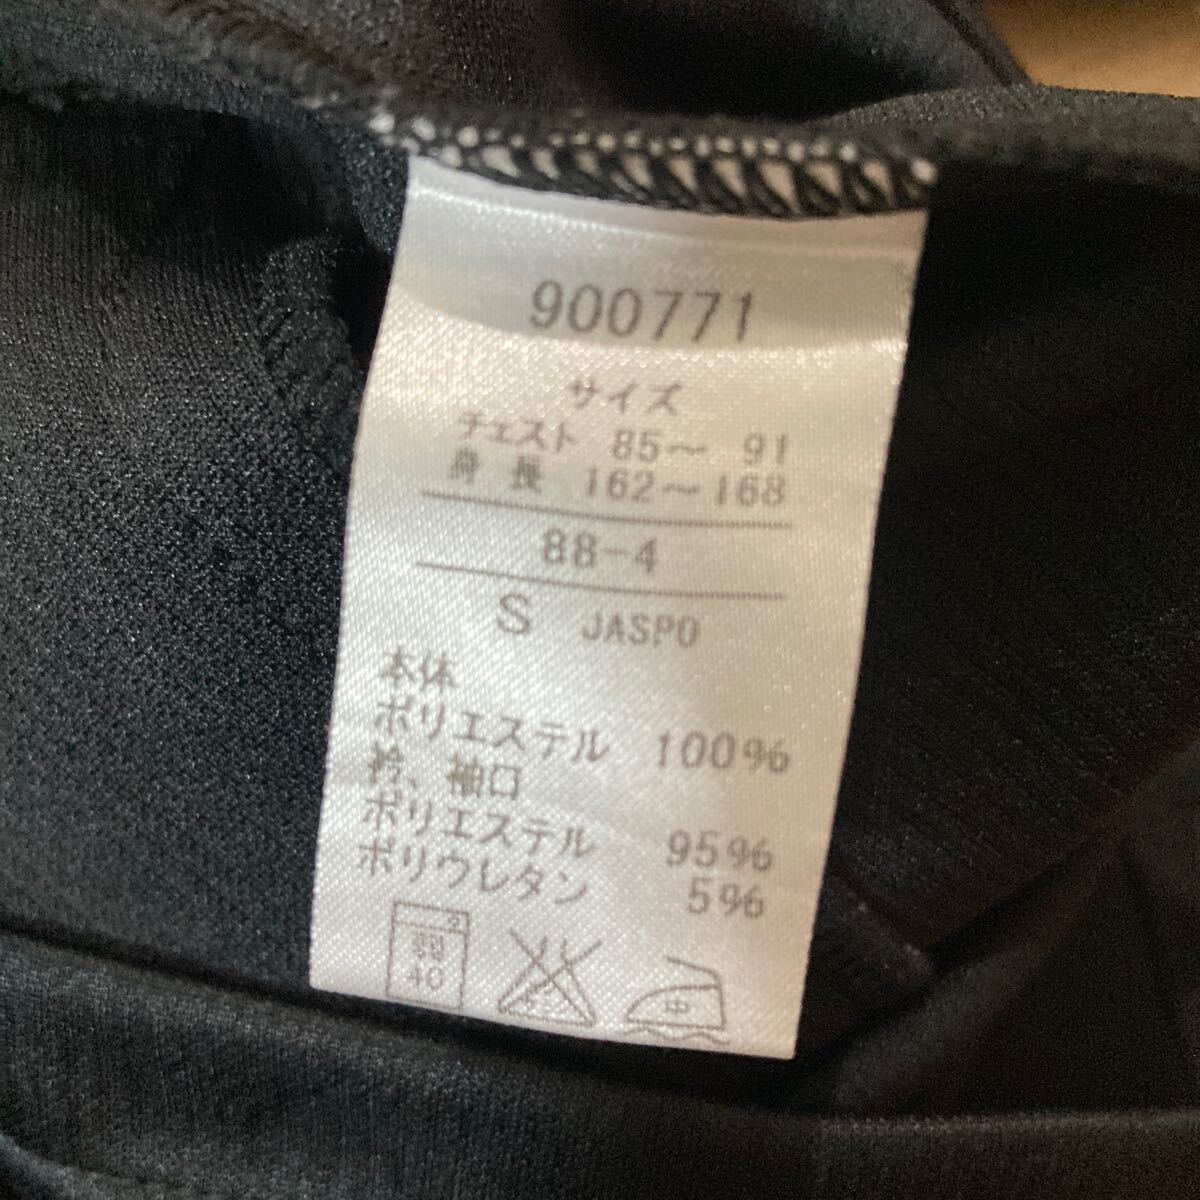 900771
サイズ
チェスト 85～ 91
身長 162～168
88-4
S JASPO
本体
ポリエステル 100%
衿、袖口
ポリエステル 95%
ポリウレタン 5%
40
中